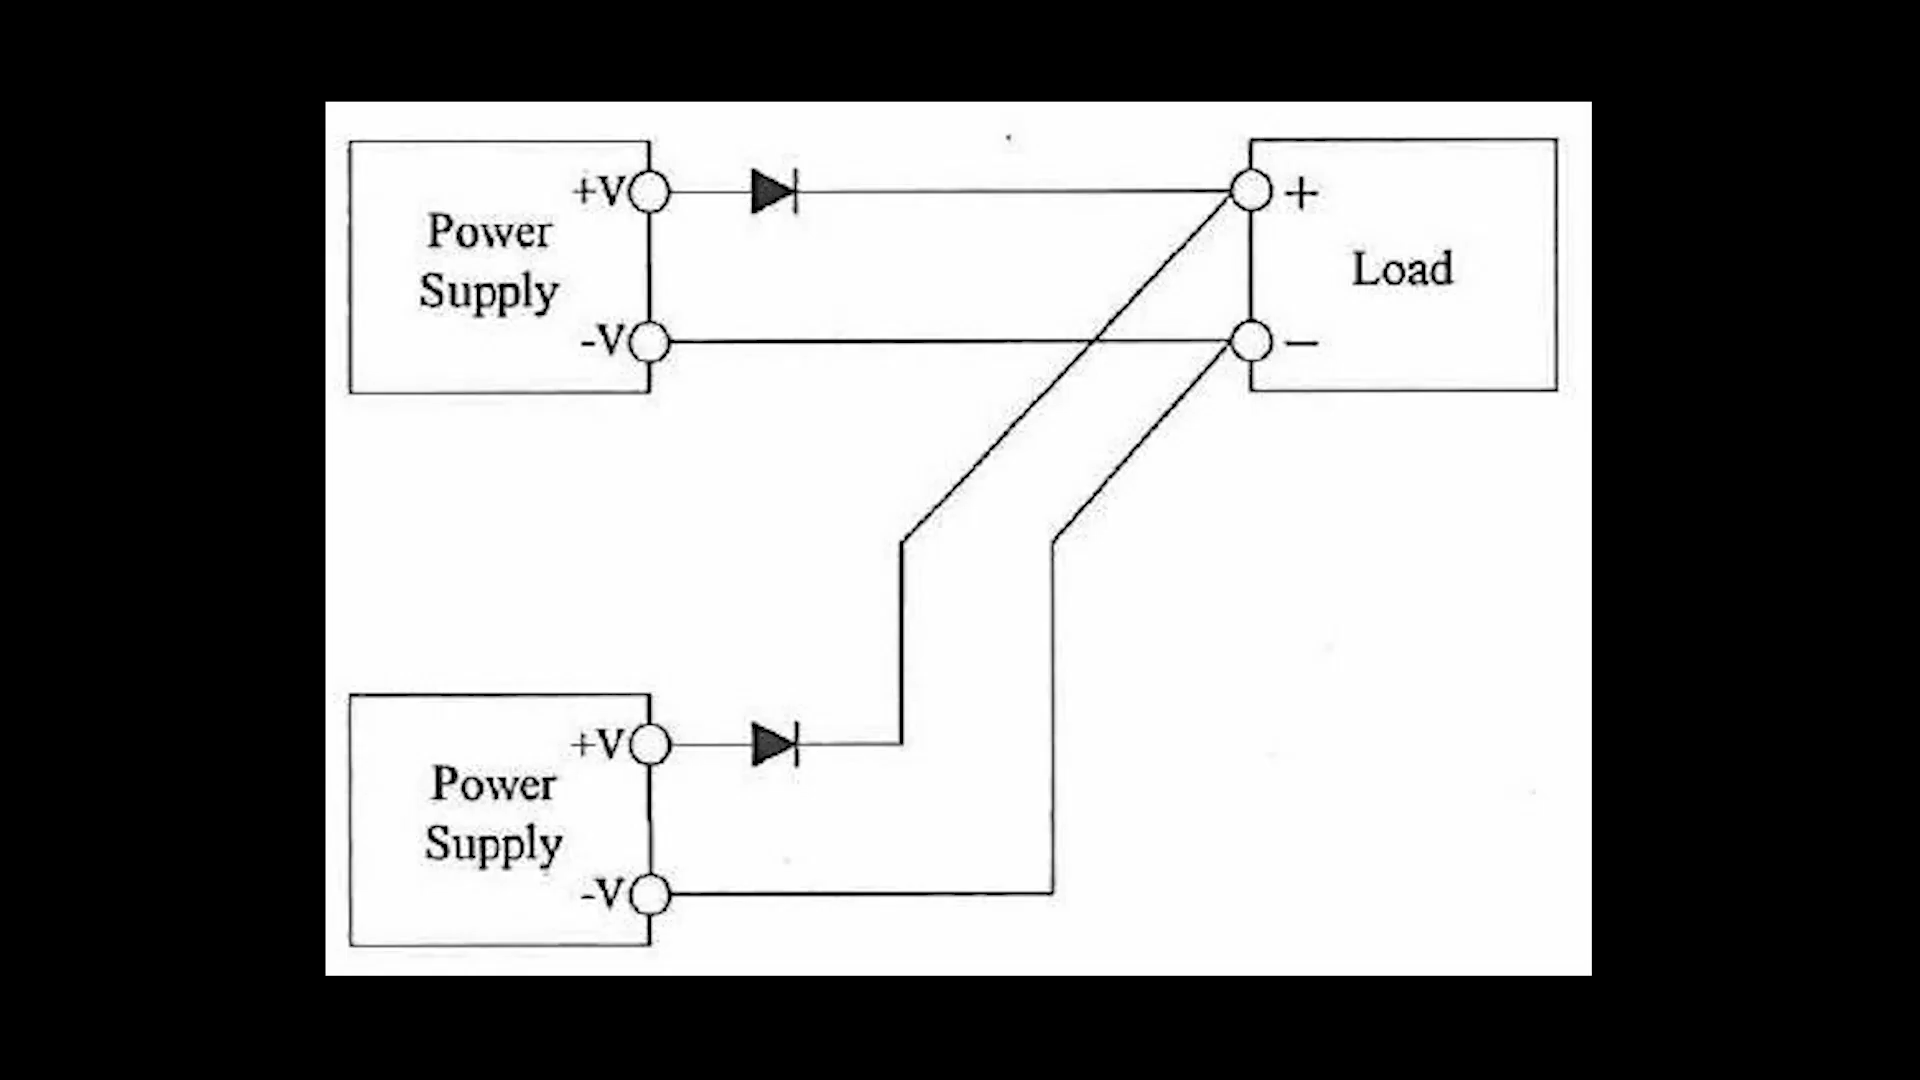 +V
Power
Supply
-V
+
Load
−
+V
Power
Supply
-V